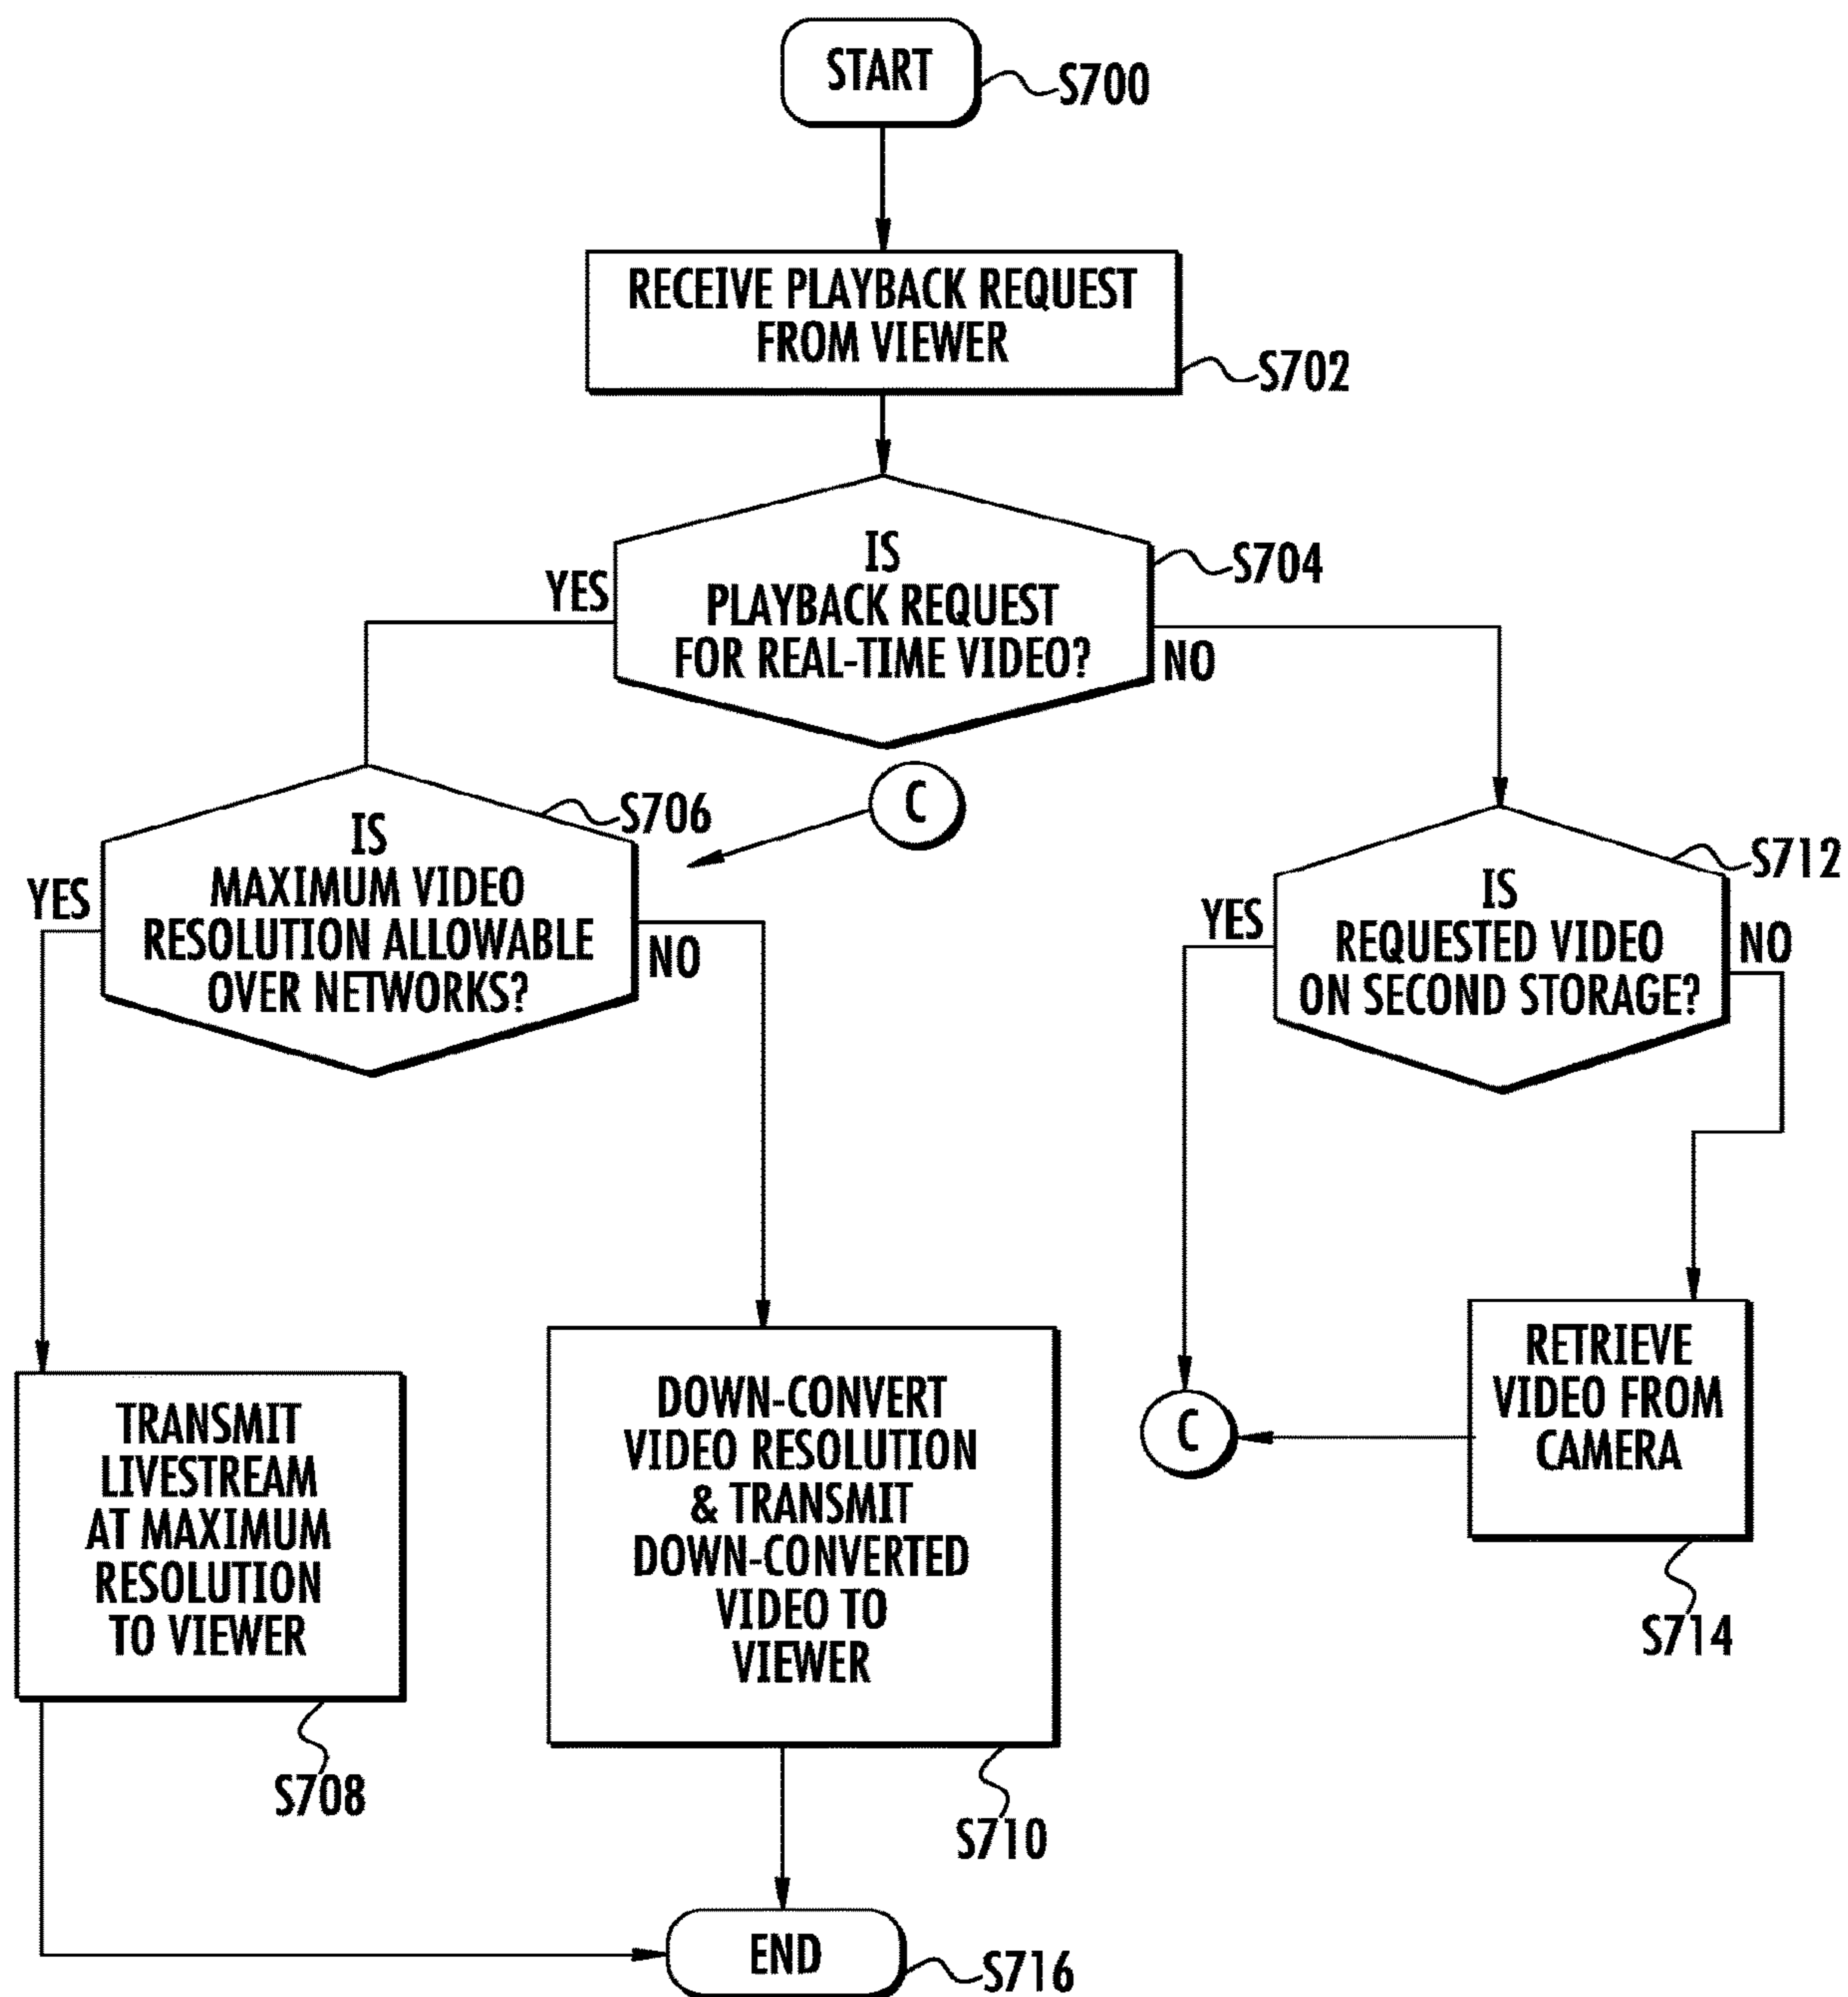 START
S700
RECEIVE PLAYBACK REQUEST
FROM VIEWER
S702
IS
PLAYBACK REQUEST
FOR REAL-TIME VIDEO?
S704
YES
NO
C
IS
MAXIMUM VIDEO
RESOLUTION ALLOWABLE
OVER NETWORKS?
S706
YES
NO
IS
REQUESTED VIDEO
ON SECOND STORAGE?
S712
YES
NO
TRANSMIT
LIVESTREAM
AT MAXIMUM
RESOLUTION
TO VIEWER
S708
DOWN-CONVERT
VIDEO RESOLUTION
& TRANSMIT
DOWN-CONVERTED
VIDEO TO
VIEWER
S710
C
RETRIEVE
VIDEO FROM
CAMERA
S714
END
S716